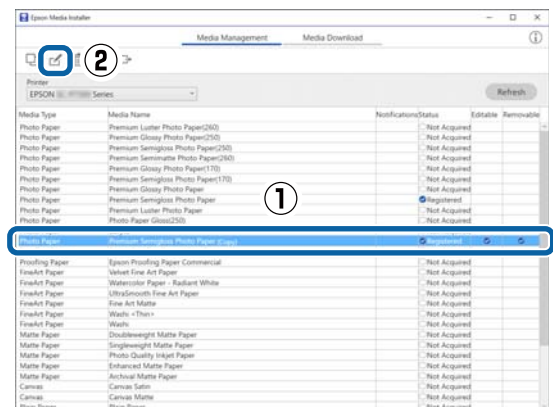 Epson Media Installer
Media Management Media Download
②
Printer
EPSON Series
Refresh
Media Type Media Name Notifications Status Editable Removable
Photo Paper Premium Luster Photo Paper(260) Not Acquired
Photo Paper Premium Glossy Photo Paper(250) Not Acquired
Photo Paper Premium Semigloss Photo Paper(250) Not Acquired
Photo Paper Premium Semimatte Photo Paper(260) Not Acquired
Photo Paper Premium Glossy Photo Paper(170) Not Acquired
Photo Paper Premium Semigloss Photo Paper(170) Not Acquired
Photo Paper Premium Glossy Photo Paper Not Acquired
Photo Paper Premium Semigloss Photo Paper Registered
①
Photo Paper Premium Luster Photo Paper Not Acquired
Photo Paper Photo Paper Gloss(250) Not Acquired
Photo Paper Premium Semigloss Photo Paper (Copy) Registered
Proofing Paper Epson Proofing Paper Commercial Not Acquired
FineArt Paper Velvet Fine Art Paper Not Acquired
FineArt Paper Watercolor Paper - Radiant White Not Acquired
FineArt Paper UltraSmooth Fine Art Paper Not Acquired
FineArt Paper Fine Art Matte Not Acquired
FineArt Paper Washi <Thin> Not Acquired
FineArt Paper Washi Not Acquired
Matte Paper Doubleweight Matte Paper Not Acquired
Matte Paper Singleweight Matte Paper Not Acquired
Matte Paper Photo Quality Inkjet Paper Not Acquired
Matte Paper Enhanced Matte Paper Not Acquired
Matte Paper Archival Matte Paper Not Acquired
Canvas Canvas Satin Not Acquired
Canvas Canvas Matte Not Acquired